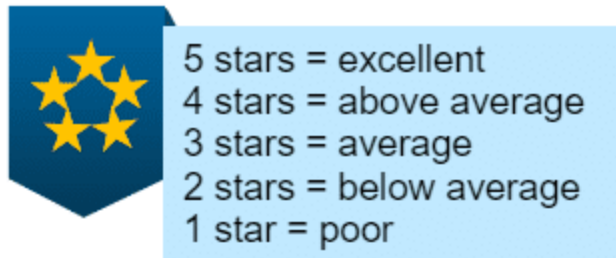 5 stars = excellent
4 stars = above average
3 stars = average
2 stars = below average
1 star = poor